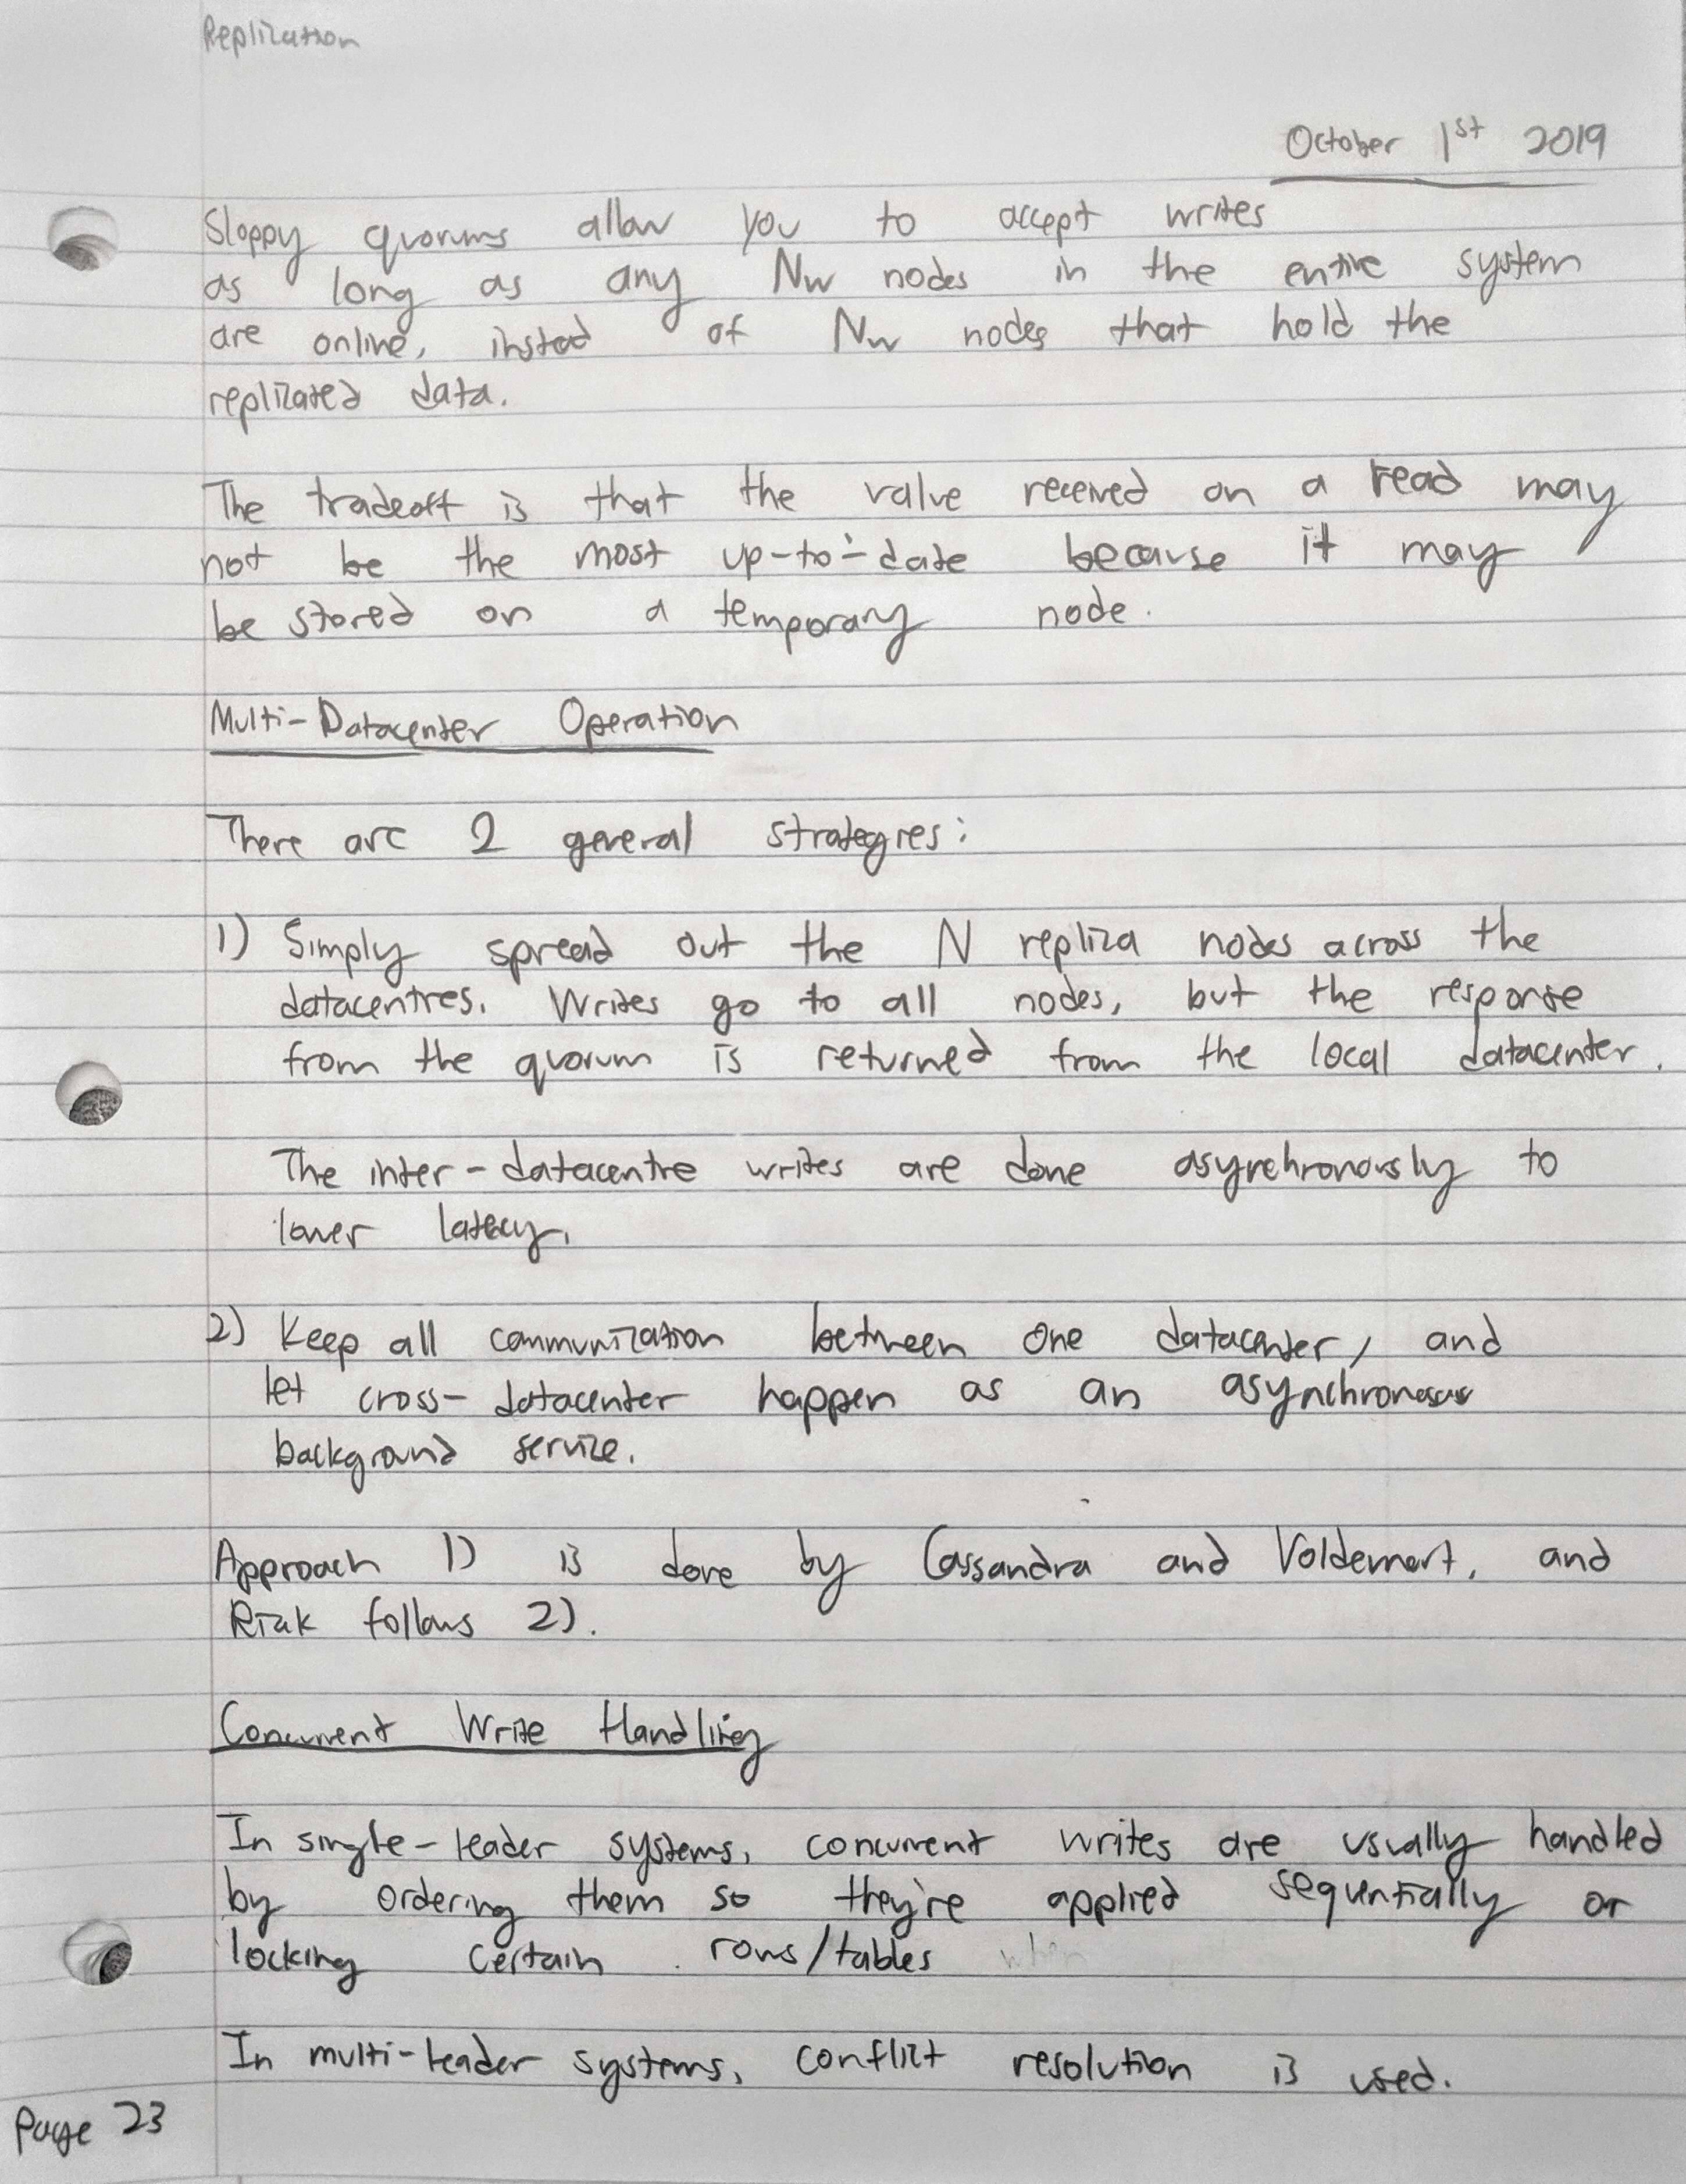 Replication
October 1st 2019
Sloppy quorums allow you to accept writes
as long as any Nw nodes in the entire system
are online, instead of Nw nodes that hold the
replicated data.
The tradeoff is that the value received on a read may
not be the most up-to-date because it may
be stored on a temporary node.
Multi-Datacenter Operation
There are 2 general strategies:
1) Simply spread out the N replica nodes across the
datacentres. Writes go to all nodes, but the response
from the quorum is returned from the local datacenter.
The inter-datacentre writes are done asynchronously to
lower latency.
2) Keep all communication between one datacenter, and
let cross-datacenter happen as an asynchronous
background service.
Approach 1) is done by Cassandra and Voldemort, and
Riak follows 2).
Concurrent Write Handling
In single-leader systems, concurrent writes are usually handled
by ordering them so they're applied sequentially or
locking certain rows/tables when
In multi-leader systems, conflict resolution is used.
Page 23